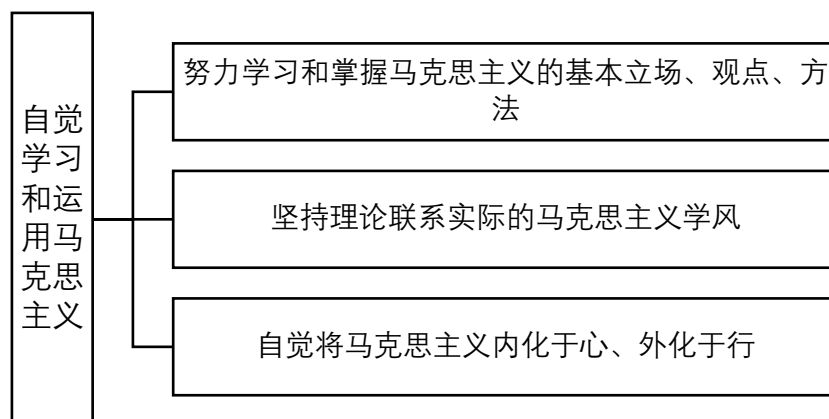 自觉
学习
和运
用马
克思
主义
努力学习和掌握马克思主义的基本立场、观点、方
法
坚持理论联系实际的马克思主义学风
自觉将马克思主义内化于心、外化于行